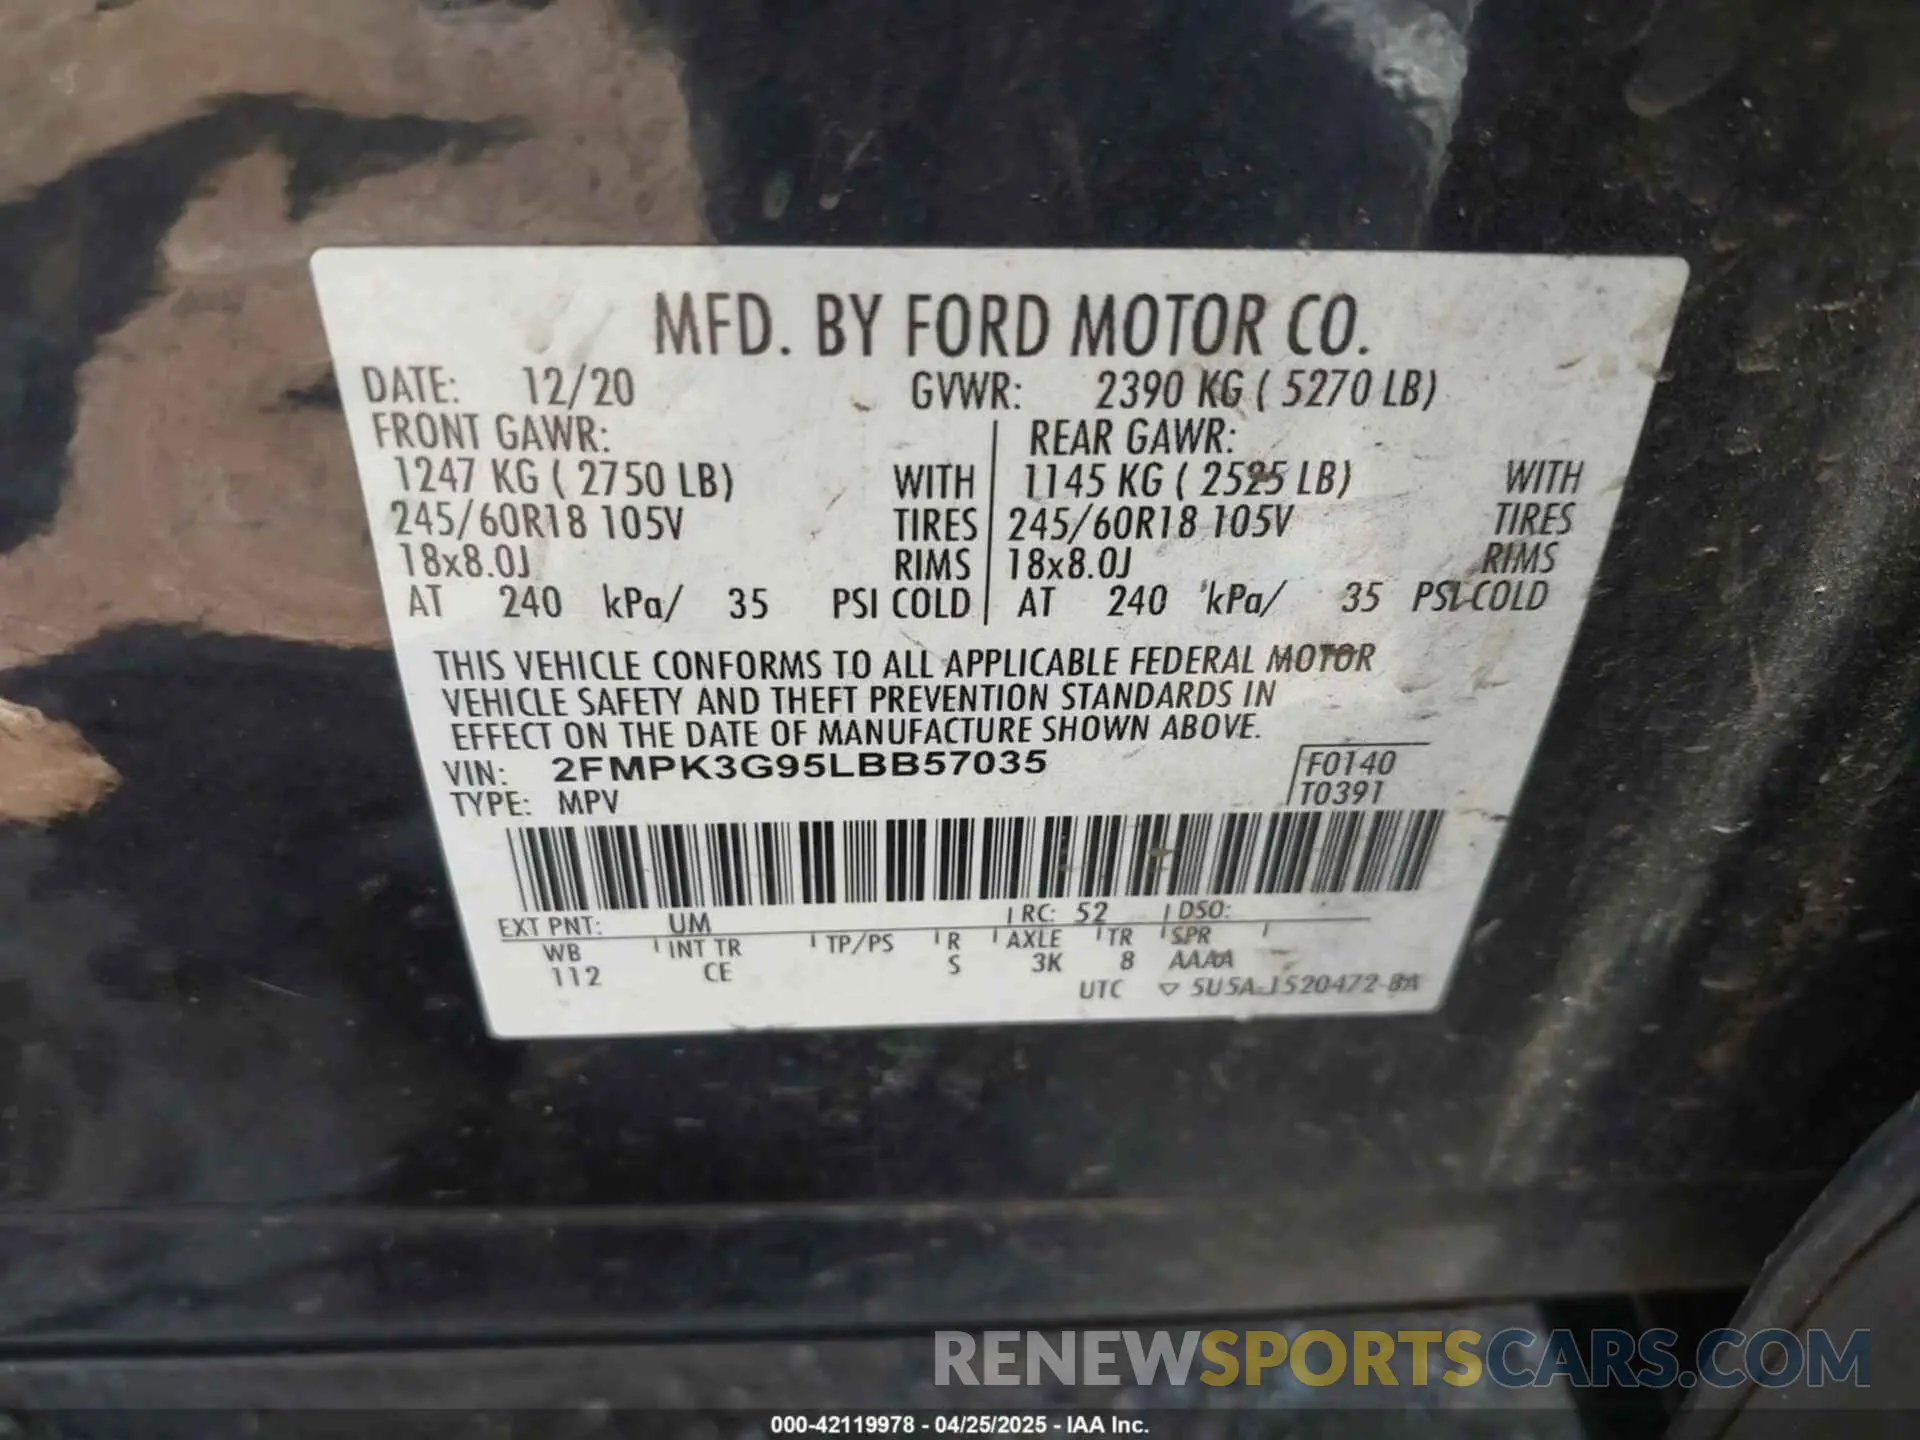 MFD. BY FORD MOTOR CO.
DATE: 12/20 GVWR: 2390 KG ( 5270 LB)
FRONT GAWR: REAR GAWR:
1247 KG ( 2750 LB) WITH 1145 KG ( 2525 LB) WITH
245/60R18 105V TIRES 245/60R18 105V TIRES
18x8.0J RIMS 18x8.0J RIMS
AT 240 kPa/ 35 PSI COLD AT 240 kPa/ 35 PSI COLD
THIS VEHICLE CONFORMS TO ALL APPLICABLE FEDERAL MOTOR
VEHICLE SAFETY AND THEFT PREVENTION STANDARDS IN
EFFECT ON THE DATE OF MANUFACTURE SHOWN ABOVE.
VIN: 2FMPK3G95LBB57035 F0140
TYPE: MPV T0391
EXT PNT: UM RC: 52 DSO:
WB INT TR TP/PS R AXLE TR SPR
112 CE S 3K 8 AAAA
UTC ▽ 5U5A-1520472-BA
RENEWSPORTSCARS.COM
000-42119978 - 04/25/2025 - IAA Inc.